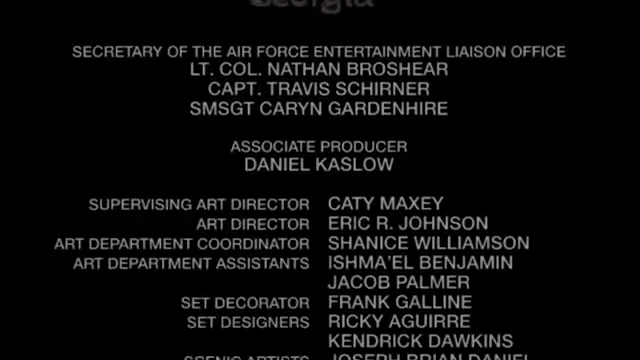 Georgia
SECRETARY OF THE AIR FORCE ENTERTAINMENT LIAISON OFFICE
LT. COL. NATHAN BROSHEAR
CAPT. TRAVIS SCHIRNER
SMSGT CARYN GARDENHIRE
ASSOCIATE PRODUCER
DANIEL KASLOW
SUPERVISING ART DIRECTOR CATY MAXEY
ART DIRECTOR ERIC R. JOHNSON
ART DEPARTMENT COORDINATOR SHANICE WILLIAMSON
ART DEPARTMENT ASSISTANTS ISHMA'EL BENJAMIN
JACOB PALMER
SET DECORATOR FRANK GALLINE
SET DESIGNERS RICKY AGUIRRE
KENDRICK DAWKINS
SCENIC ARTISTS JOSEPH BRIAN DANIEL